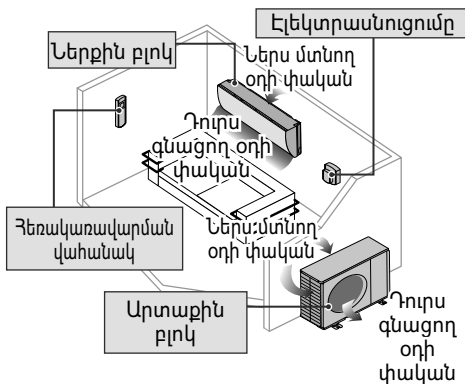 Էլեկտրասնուցումը
Ներքին բլոկ
Ներս մտնող
օդի փական
Դուրս
գնացող օդի
փական
Հեռակառավարման
վահանակ
Ներս մտնող
օդի փական
Արտաքին
բլոկ
Դուրս
գնացող
օդի
փական